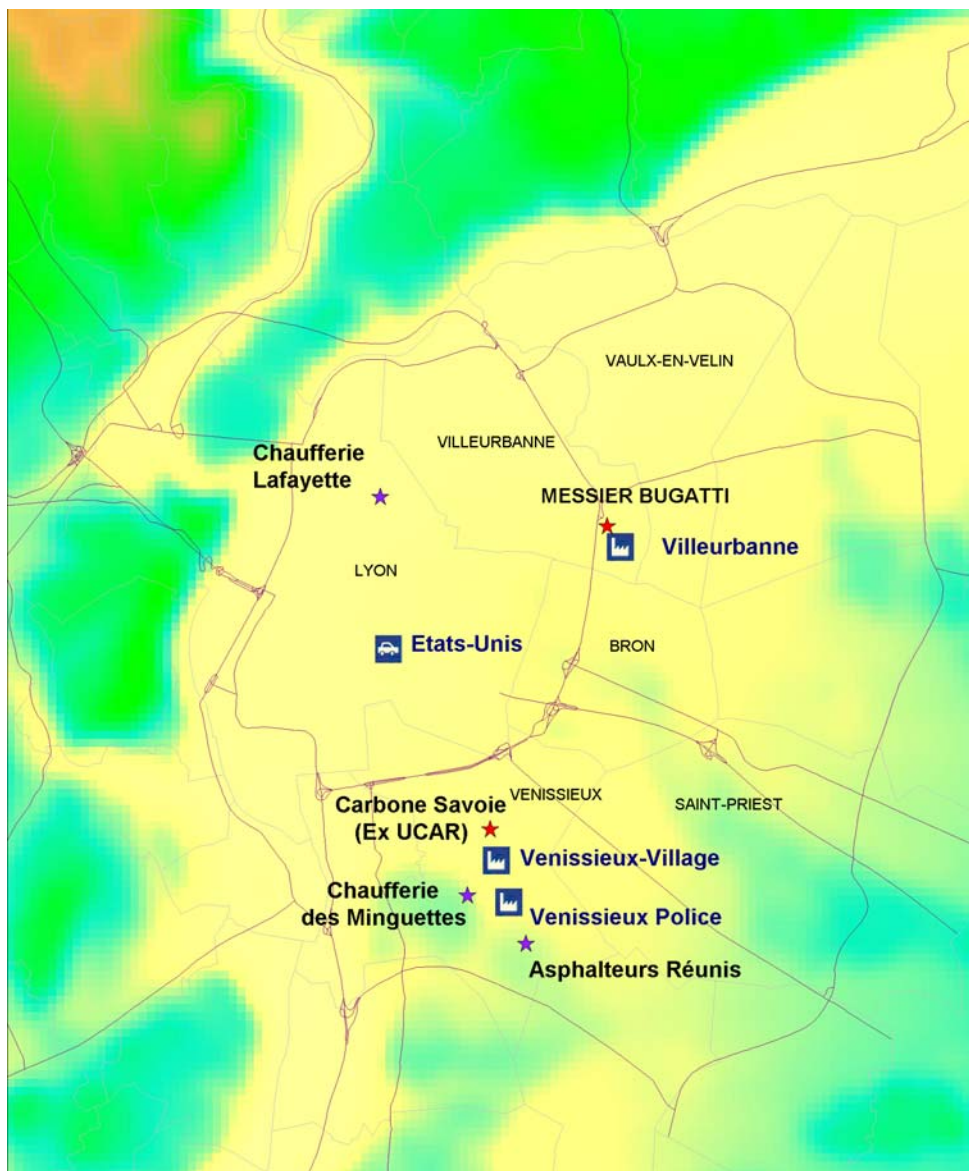 VAULX-EN-VELIN
VILLEURBANNE
Chaufferie
Lafayette
MESSIER BUGATTI
Villeurbanne
LYON
Etats-Unis
BRON
VENISSIEUX
SAINT-PRIEST
Carbone Savoie
(Ex UCAR)
Venissieux-Village
Chaufferie
des Minguettes
Venissieux Police
Asphalteurs Réunis